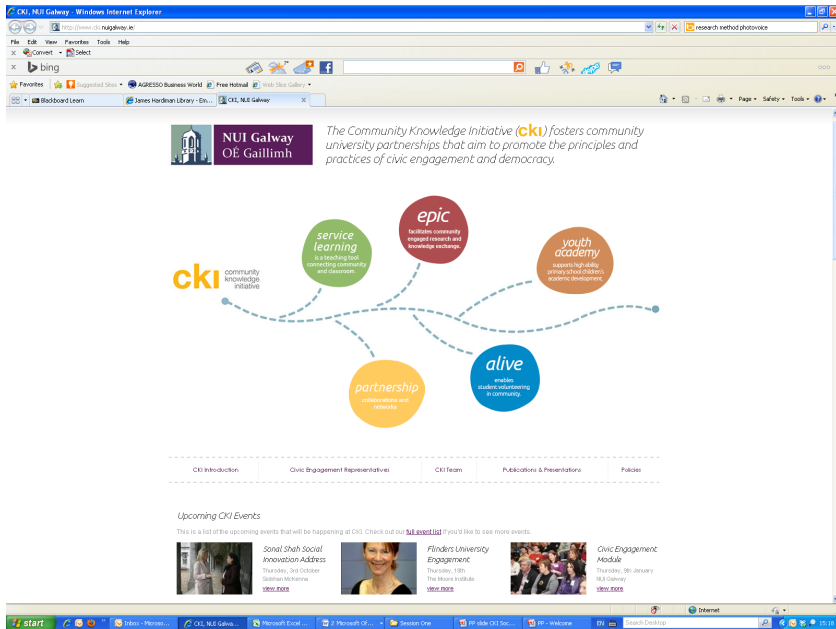 CKI, NUI Galway - Windows Internet Explorer
http://www.cki.nuigalway.ie/
research method photovoice
File Edit View Favorites Tools Help
x Convert Select
x bing
Favorites Suggested Sites AGRESSO Business World Free Hotmail Web Slice Gallery
Blackboard Learn James Hardiman Library - Em... CKI, NUI Galway X
Page Safety Tools
NUI Galway
OÉ Gaillimh
The Community Knowledge Initiative (cki) fosters community
university partnerships that aim to promote the principles and
practices of civic engagement and democracy.
epic
facilitates community
engaged research and
knowledge exchange.
service
learning
is a teaching tool
connecting community
and classroom.
youth
academy
supports high ability
primary school children's
academic development.
cki community
knowledge
initiative
alive
enables
student volunteering
in community.
partnership
collaborations and
networks
CKI Introduction Civic Engagement Representatives CKI Team Publications & Presentations Policies
Upcoming CKI Events
This is a list of the upcoming events that will be happening at CKI. Check out our full event list if you'd like to see more events.
Sonal Shah Social
Innovation Address
Thursday, 3rd October
Siobhan McKenna
view more
Flinders University
Engagement
Thursday, 18th
The Moore Institute
view more
Civic Engagement
Module
Thursday, 9th January
NUI Galway
view more
Internet
start
Inbox - Microso...
CKI, NUI Galwa...
Microsoft Excel ...
2 Microsoft Of...
Session One
PP slide CKI Soc...
PP - Welcome
EN
Search Desktop
15:18